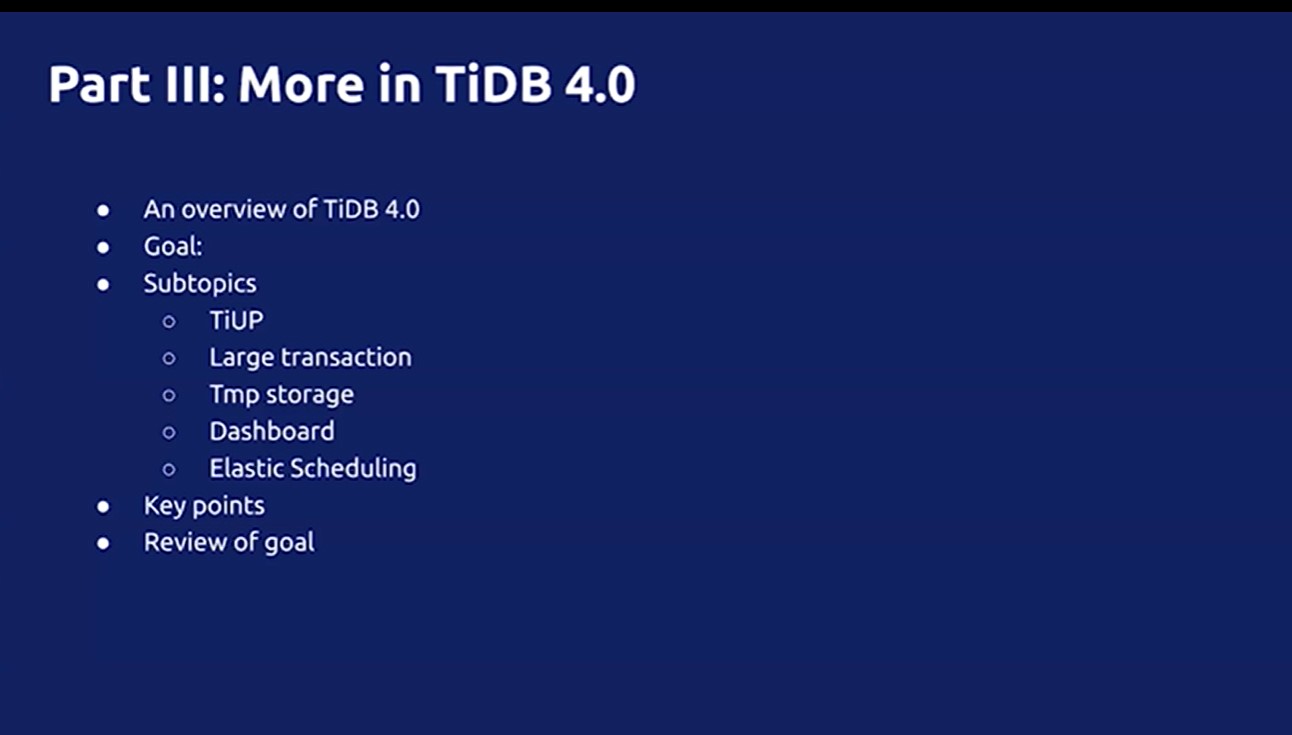 Part III: More in TiDB 4.0
● An overview of TiDB 4.0
● Goal:
● Subtopics
○ TiUP
○ Large transaction
○ Tmp storage
○ Dashboard
○ Elastic Scheduling
● Key points
● Review of goal